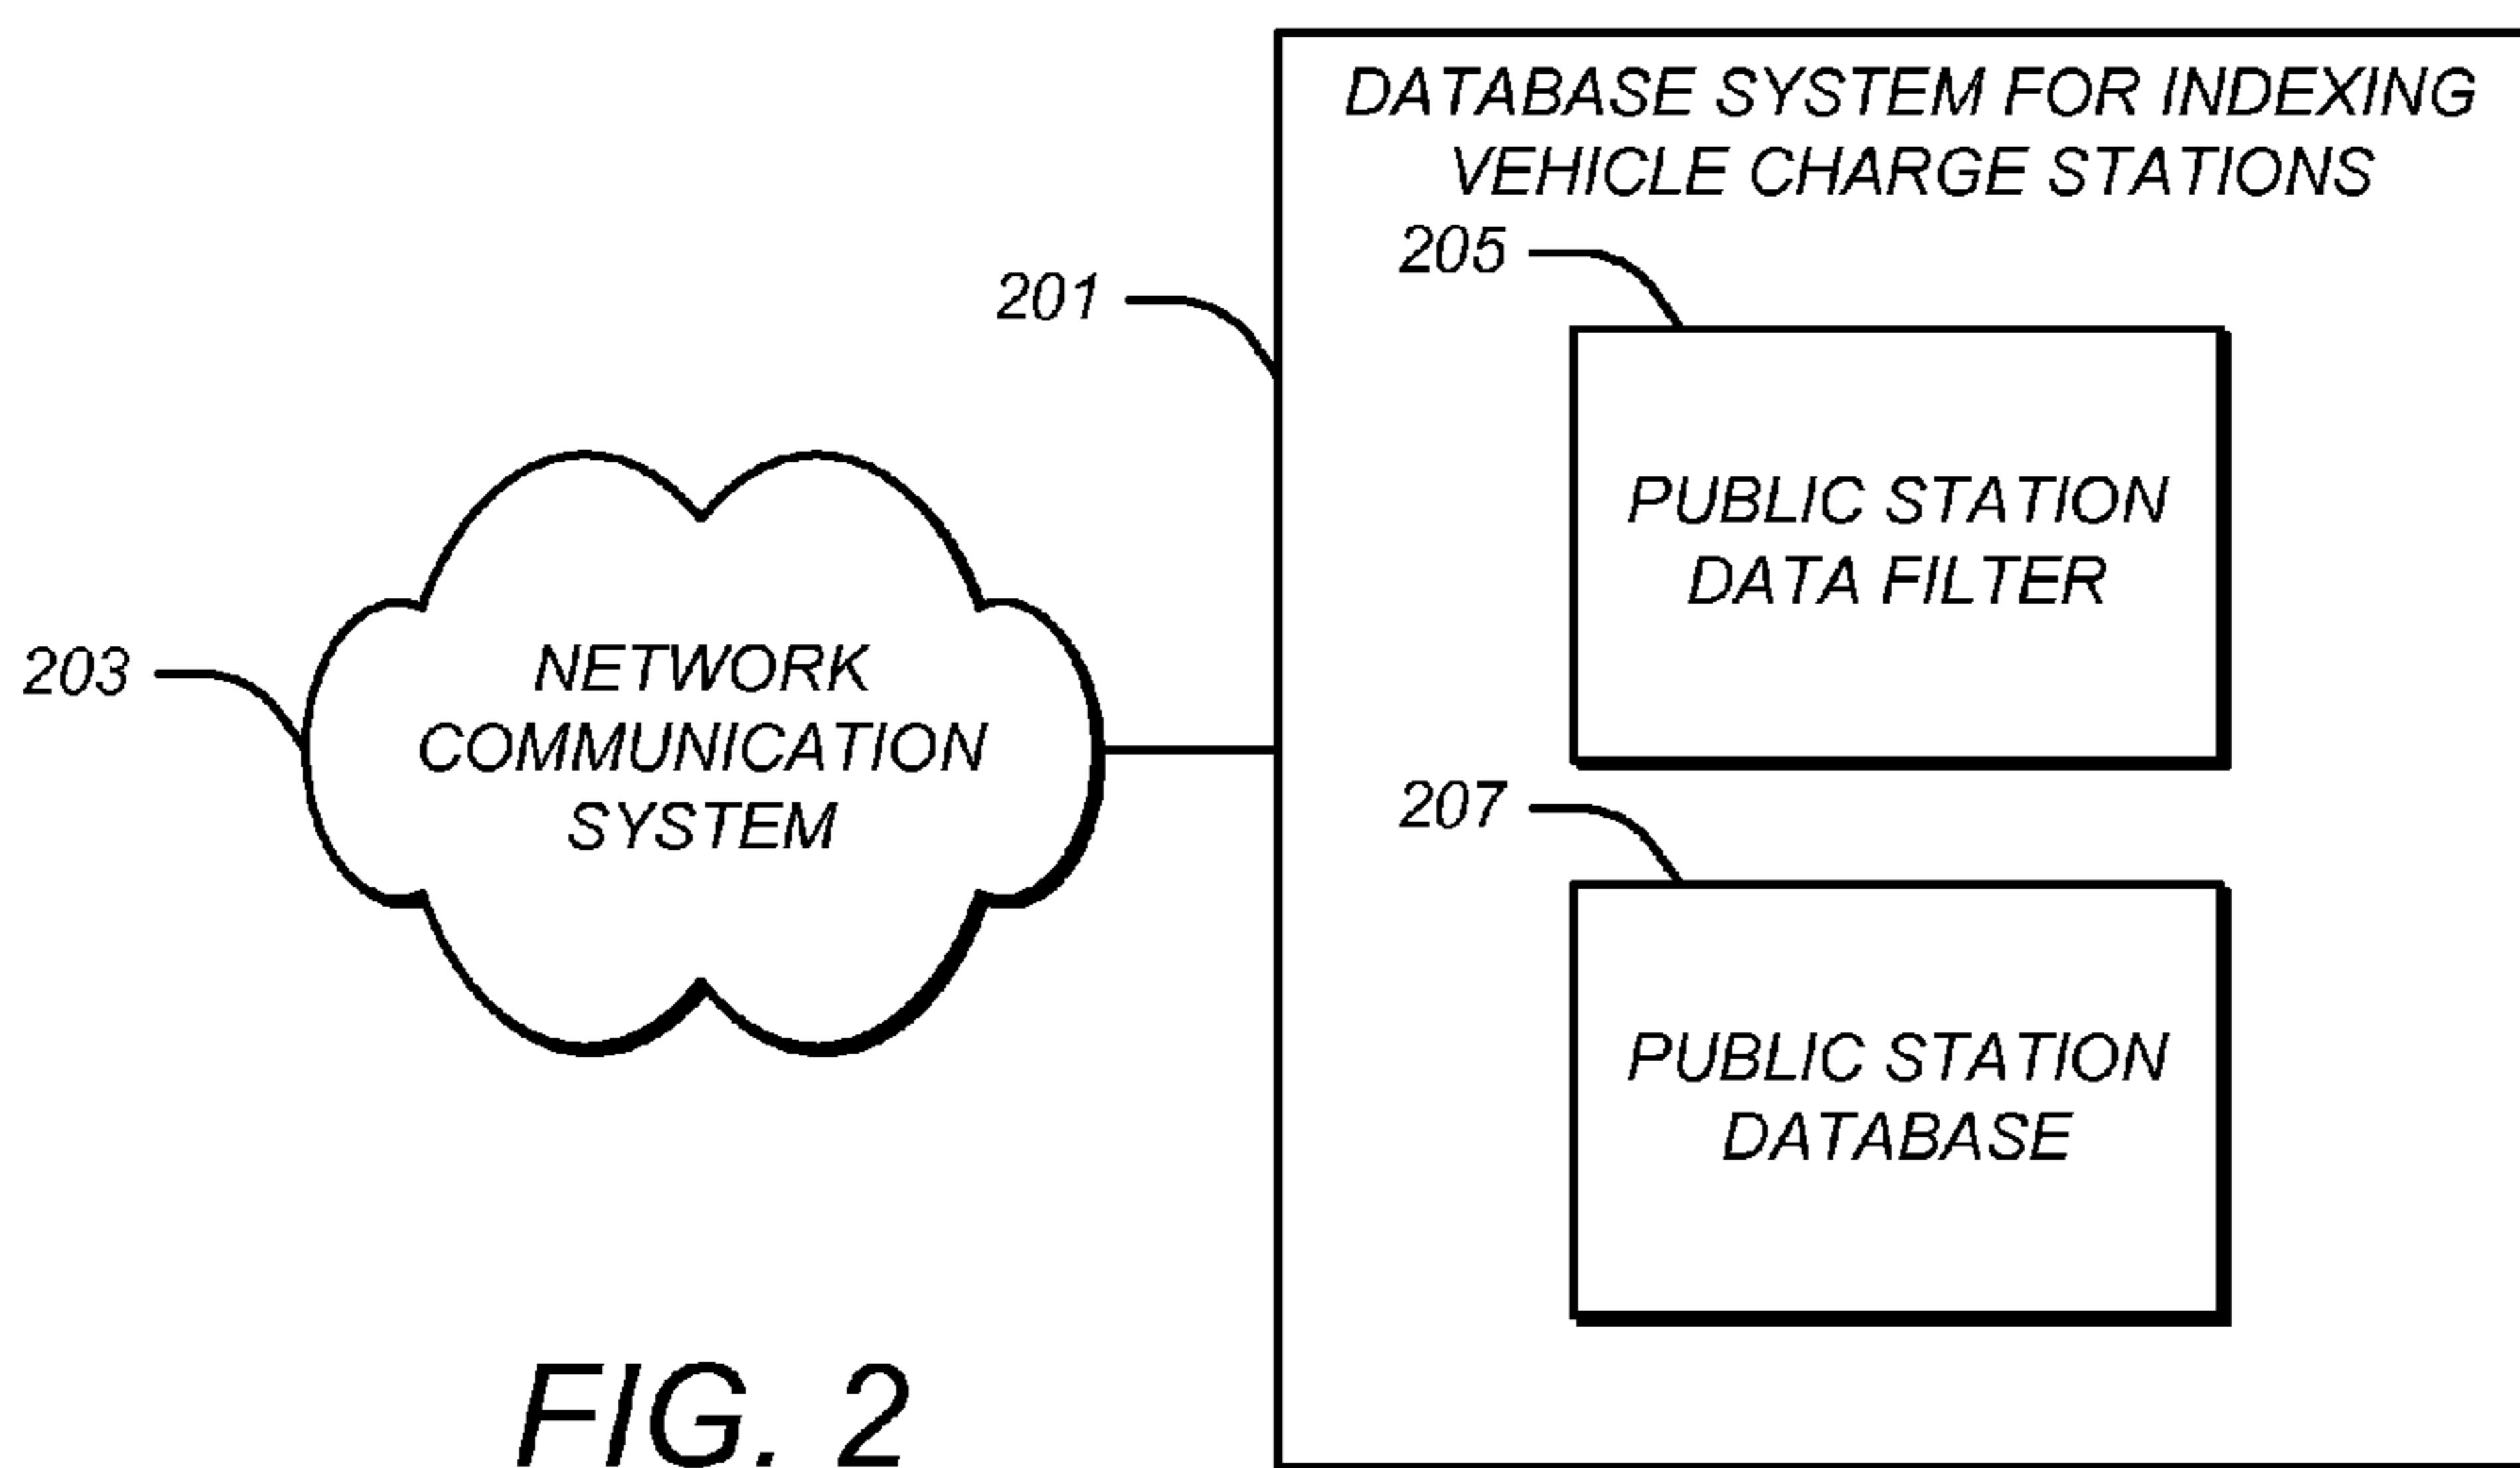 DATABASE SYSTEM FOR INDEXING
VEHICLE CHARGE STATIONS
205
201
PUBLIC STATION
DATA FILTER
203
NETWORK
COMMUNICATION
SYSTEM
207
PUBLIC STATION
DATABASE
FIG. 2